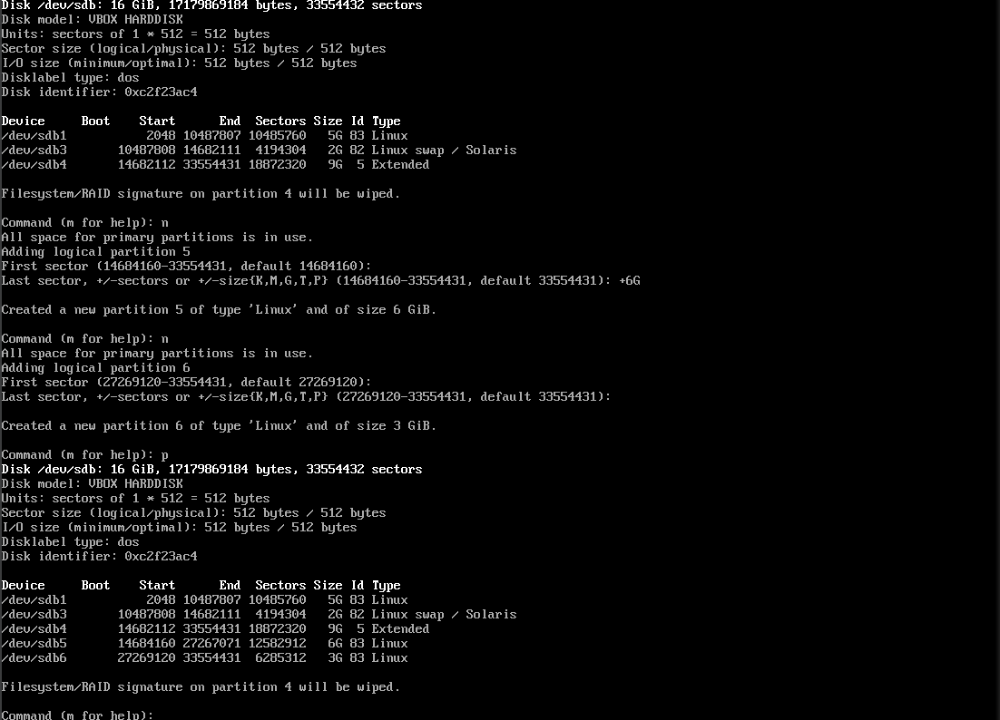 Disk /dev/sdb: 16 GiB, 17179869184 bytes, 33554432 sectors
Disk model: VBOX HARDDISK
Units: sectors of 1 * 512 = 512 bytes
Sector size (logical/physical): 512 bytes / 512 bytes
I/O size (minimum/optimal): 512 bytes / 512 bytes
Disklabel type: dos
Disk identifier: 0xc2f23ac4

Device     Boot    Start      End  Sectors Size Id Type
/dev/sdb1           2048 10487807 10485760   5G 83 Linux
/dev/sdb3       10487808 14682111  4194304   2G 82 Linux swap / Solaris
/dev/sdb4       14682112 33554431 18872320   9G  5 Extended

Filesystem/RAID signature on partition 4 will be wiped.

Command (m for help): n
All space for primary partitions is in use.
Adding logical partition 5
First sector (14684160-33554431, default 14684160):
Last sector, +/-sectors or +/-size{K,M,G,T,P} (14684160-33554431, default 33554431): +6G

Created a new partition 5 of type 'Linux' and of size 6 GiB.

Command (m for help): n
All space for primary partitions is in use.
Adding logical partition 6
First sector (27269120-33554431, default 27269120):
Last sector, +/-sectors or +/-size{K,M,G,T,P} (27269120-33554431, default 33554431):

Created a new partition 6 of type 'Linux' and of size 3 GiB.

Command (m for help): p
Disk /dev/sdb: 16 GiB, 17179869184 bytes, 33554432 sectors
Disk model: VBOX HARDDISK
Units: sectors of 1 * 512 = 512 bytes
Sector size (logical/physical): 512 bytes / 512 bytes
I/O size (minimum/optimal): 512 bytes / 512 bytes
Disklabel type: dos
Disk identifier: 0xc2f23ac4

Device     Boot    Start      End  Sectors Size Id Type
/dev/sdb1           2048 10487807 10485760   5G 83 Linux
/dev/sdb3       10487808 14682111  4194304   2G 82 Linux swap / Solaris
/dev/sdb4       14682112 33554431 18872320   9G  5 Extended
/dev/sdb5       14684160 27267071 12582912   6G 83 Linux
/dev/sdb6       27269120 33554431  6285312   3G 83 Linux

Filesystem/RAID signature on partition 4 will be wiped.

Command (m for help):